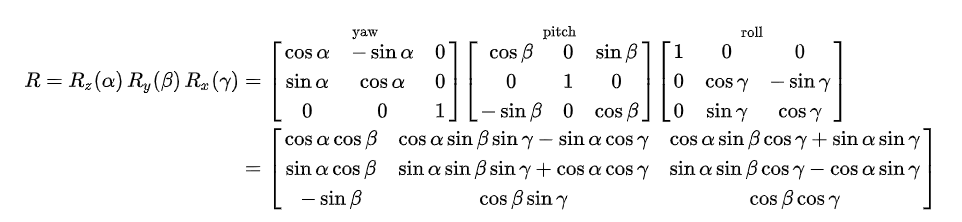 yaw pitch roll
R = R_z(α) R_y(β) R_x(γ) = [cos α −sin α 0; sin α cos α 0; 0 0 1] [cos β 0 sin β; 0 1 0; −sin β 0 cos β] [1 0 0; 0 cos γ −sin γ; 0 sin γ cos γ]
= [cos α cos β cos α sin β sin γ − sin α cos γ cos α sin β cos γ + sin α sin γ; sin α cos β sin α sin β sin γ + cos α cos γ sin α sin β cos γ − cos α sin γ; −sin β cos β sin γ cos β cos γ]